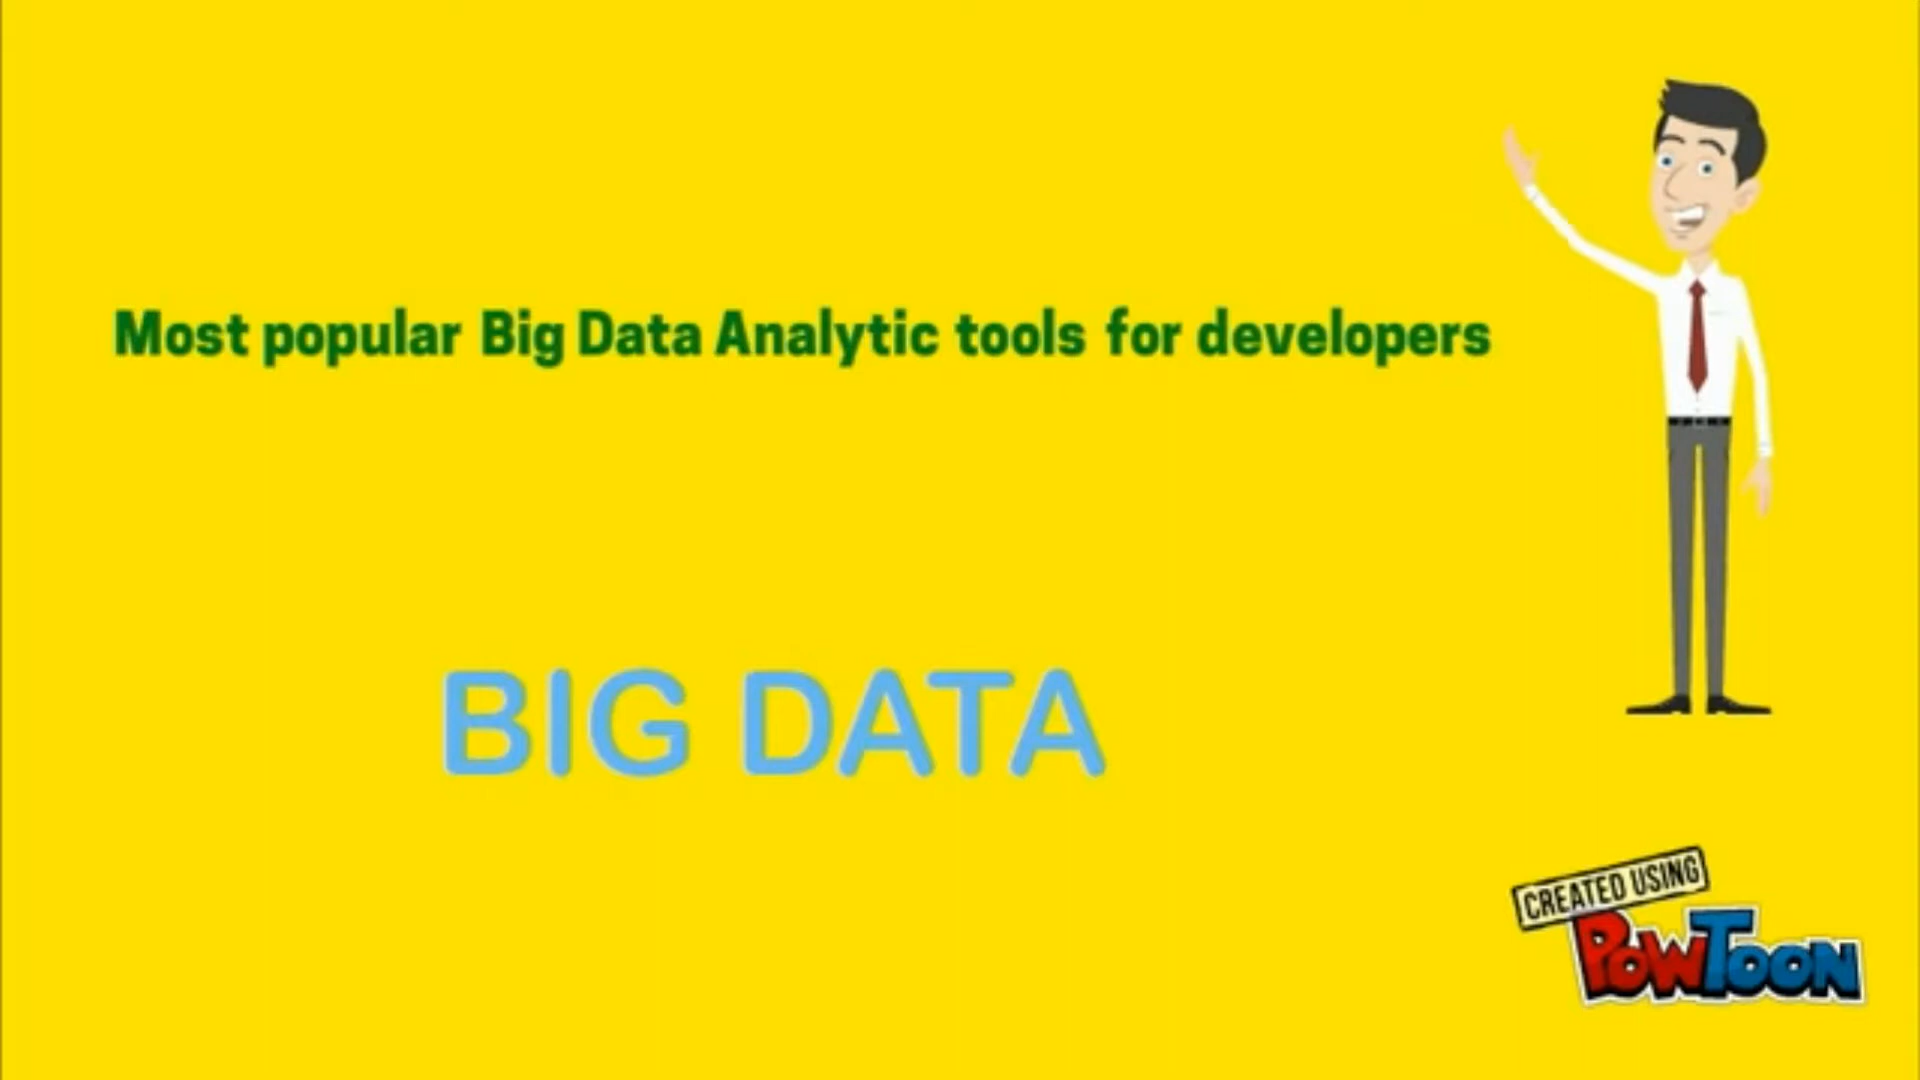 Most popular Big Data Analytic tools for developers
BIG DATA
CREATED USING
POWTOON